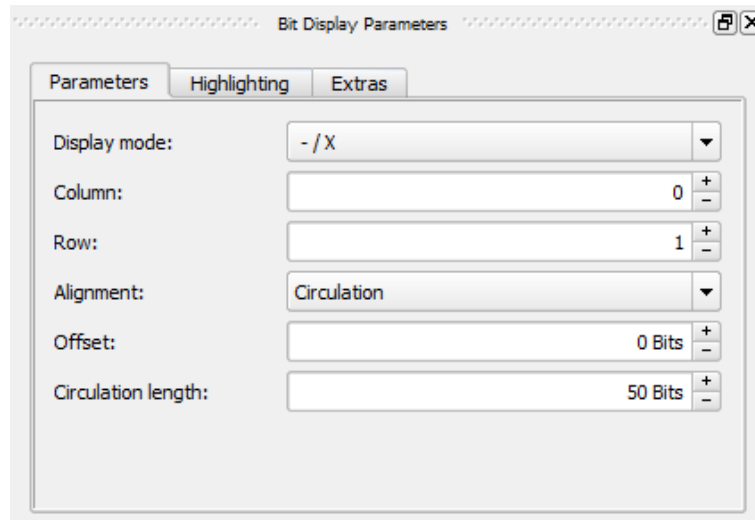 Bit Display Parameters
Parameters Highlighting Extras
Display mode: - / X
Column: 0
Row: 1
Alignment: Circulation
Offset: 0 Bits
Circulation length: 50 Bits